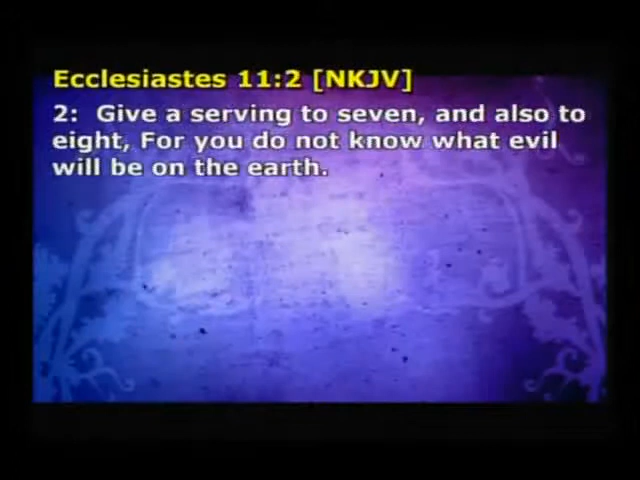 Ecclesiastes 11:2 [NKJV]
2:  Give a serving to seven, and also to
eight, For you do not know what evil
will be on the earth.